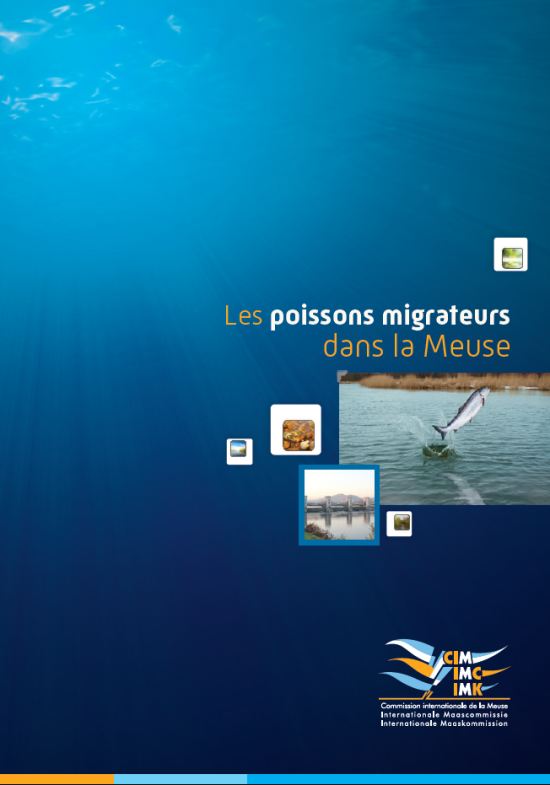 Les poissons migrateurs
dans la Meuse
CIM
IMC
IMK
Commission internationale de la Meuse
Internationale Maascommissie
Internationale Maaskommission